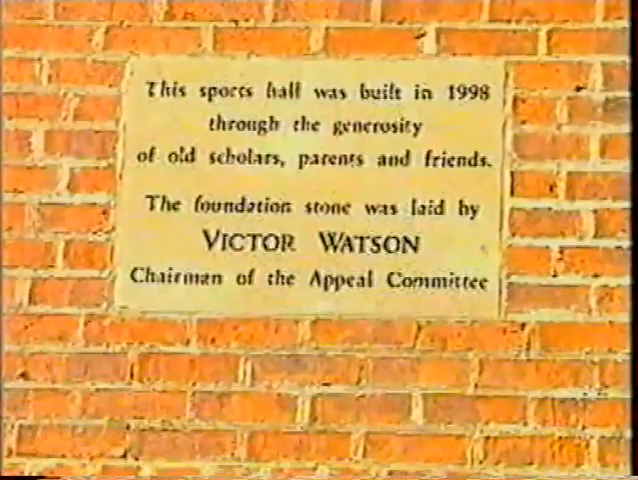 This sports hall was built in 1998
through the generosity
of old scholars, parents and friends.
The foundation stone was laid by
VICTOR WATSON
Chairman of the Appeal Committee